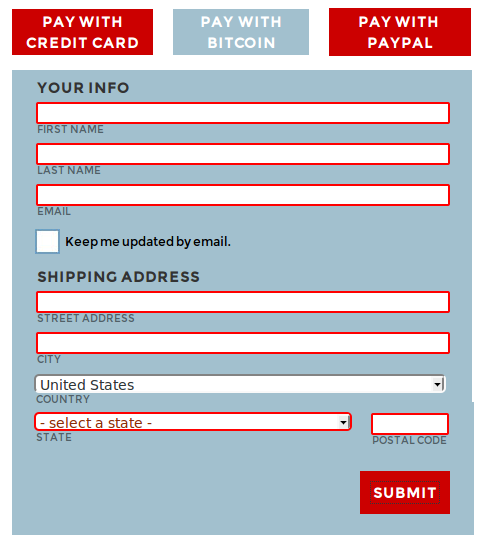 PAY WITH
CREDIT CARD
PAY WITH
BITCOIN
PAY WITH
PAYPAL
YOUR INFO
FIRST NAME
LAST NAME
EMAIL
Keep me updated by email.
SHIPPING ADDRESS
STREET ADDRESS
CITY
United States
COUNTRY
- select a state -
STATE
POSTAL CODE
SUBMIT